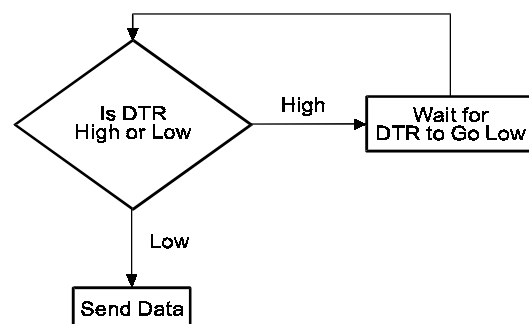 Is DTR
High or Low
High
Wait for
DTR to Go Low
Low
Send Data